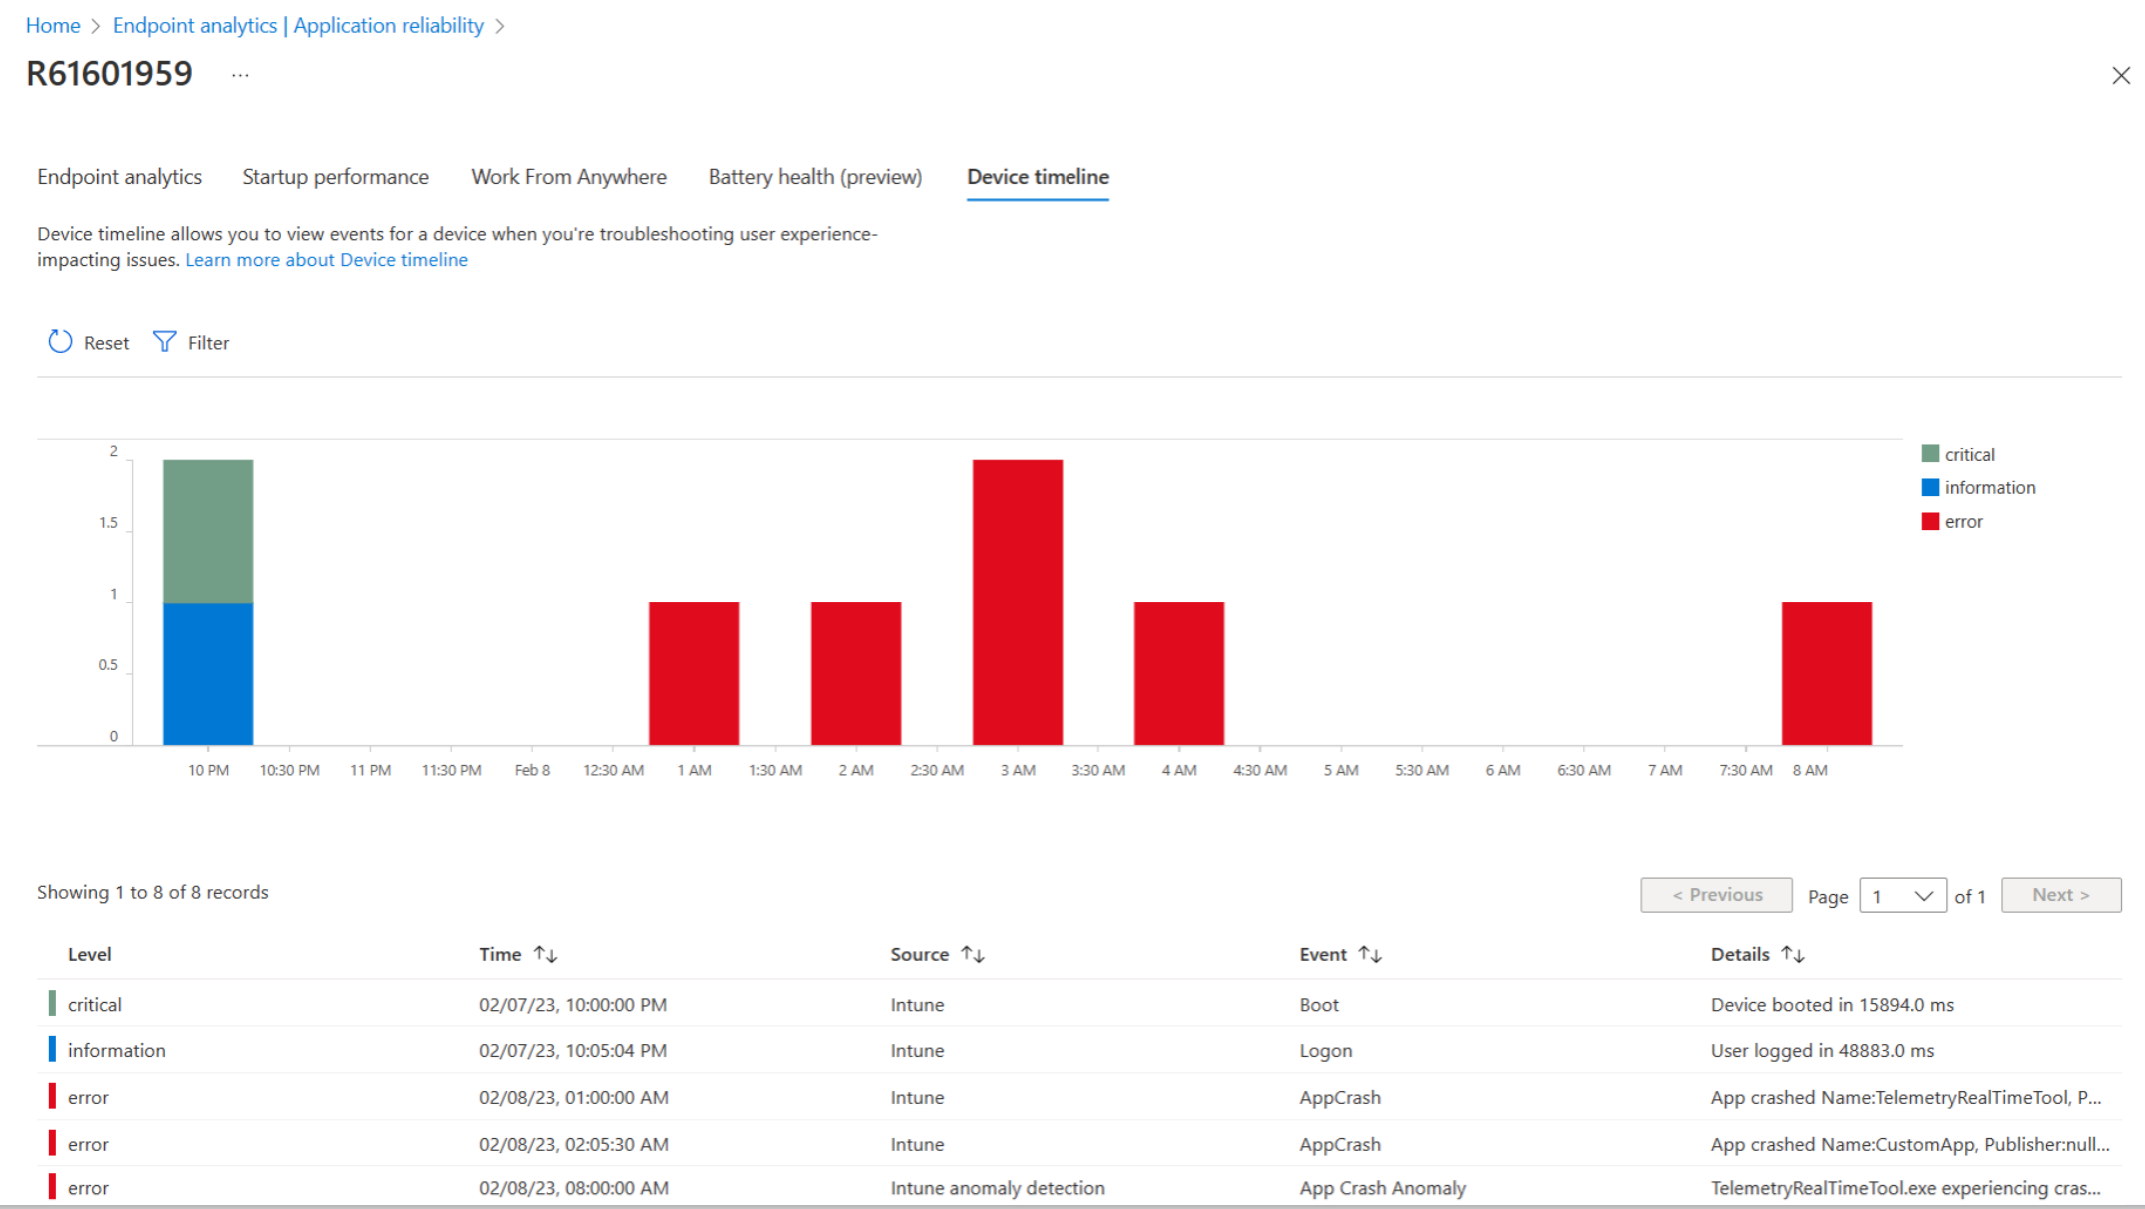 Home > Endpoint analytics | Application reliability >
R61601959 ...
Endpoint analytics Startup performance Work From Anywhere Battery health (preview) Device timeline
Device timeline allows you to view events for a device when you're troubleshooting user experience-
impacting issues. Learn more about Device timeline
Reset Filter
2
1.5
1
0.5
0
critical
information
error
10 PM 10:30 PM 11 PM 11:30 PM Feb 8 12:30 AM 1 AM 1:30 AM 2 AM 2:30 AM 3 AM 3:30 AM 4 AM 4:30 AM 5 AM 5:30 AM 6 AM 6:30 AM 7 AM 7:30 AM 8 AM
Showing 1 to 8 of 8 records
< Previous Page 1 of 1 Next >
Level Time Source Event Details
critical 02/07/23, 10:00:00 PM Intune Boot Device booted in 15894.0 ms
information 02/07/23, 10:05:04 PM Intune Logon User logged in 48883.0 ms
error 02/08/23, 01:00:00 AM Intune AppCrash App crashed Name:TelemetryRealTimeTool, P...
error 02/08/23, 02:05:30 AM Intune AppCrash App crashed Name:CustomApp, Publisher:null...
error 02/08/23, 08:00:00 AM Intune anomaly detection App Crash Anomaly TelemetryRealTimeTool.exe experiencing cras...